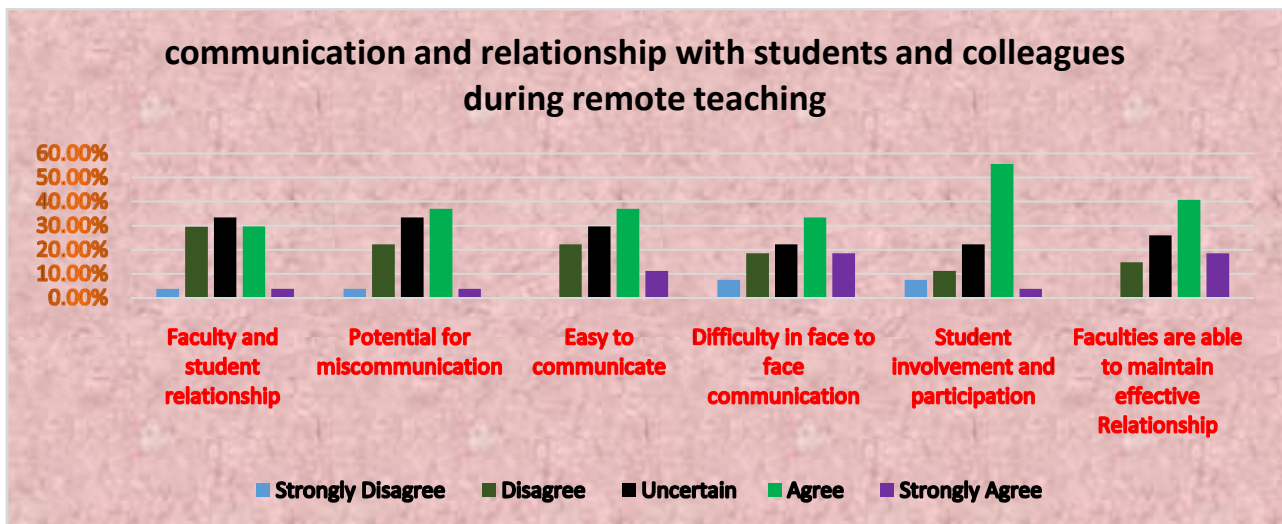 communication and relationship with students and colleagues
during remote teaching
60.00%
50.00%
40.00%
30.00%
20.00%
10.00%
0.00%
Faculty and
student
relationship
Potential for
miscommunication
Easy to
communicate
Difficulty in face to
face
communication
Student
involvement and
participation
Faculties are able
to maintain
effective
Relationship
Strongly Disagree
Disagree
Uncertain
Agree
Strongly Agree